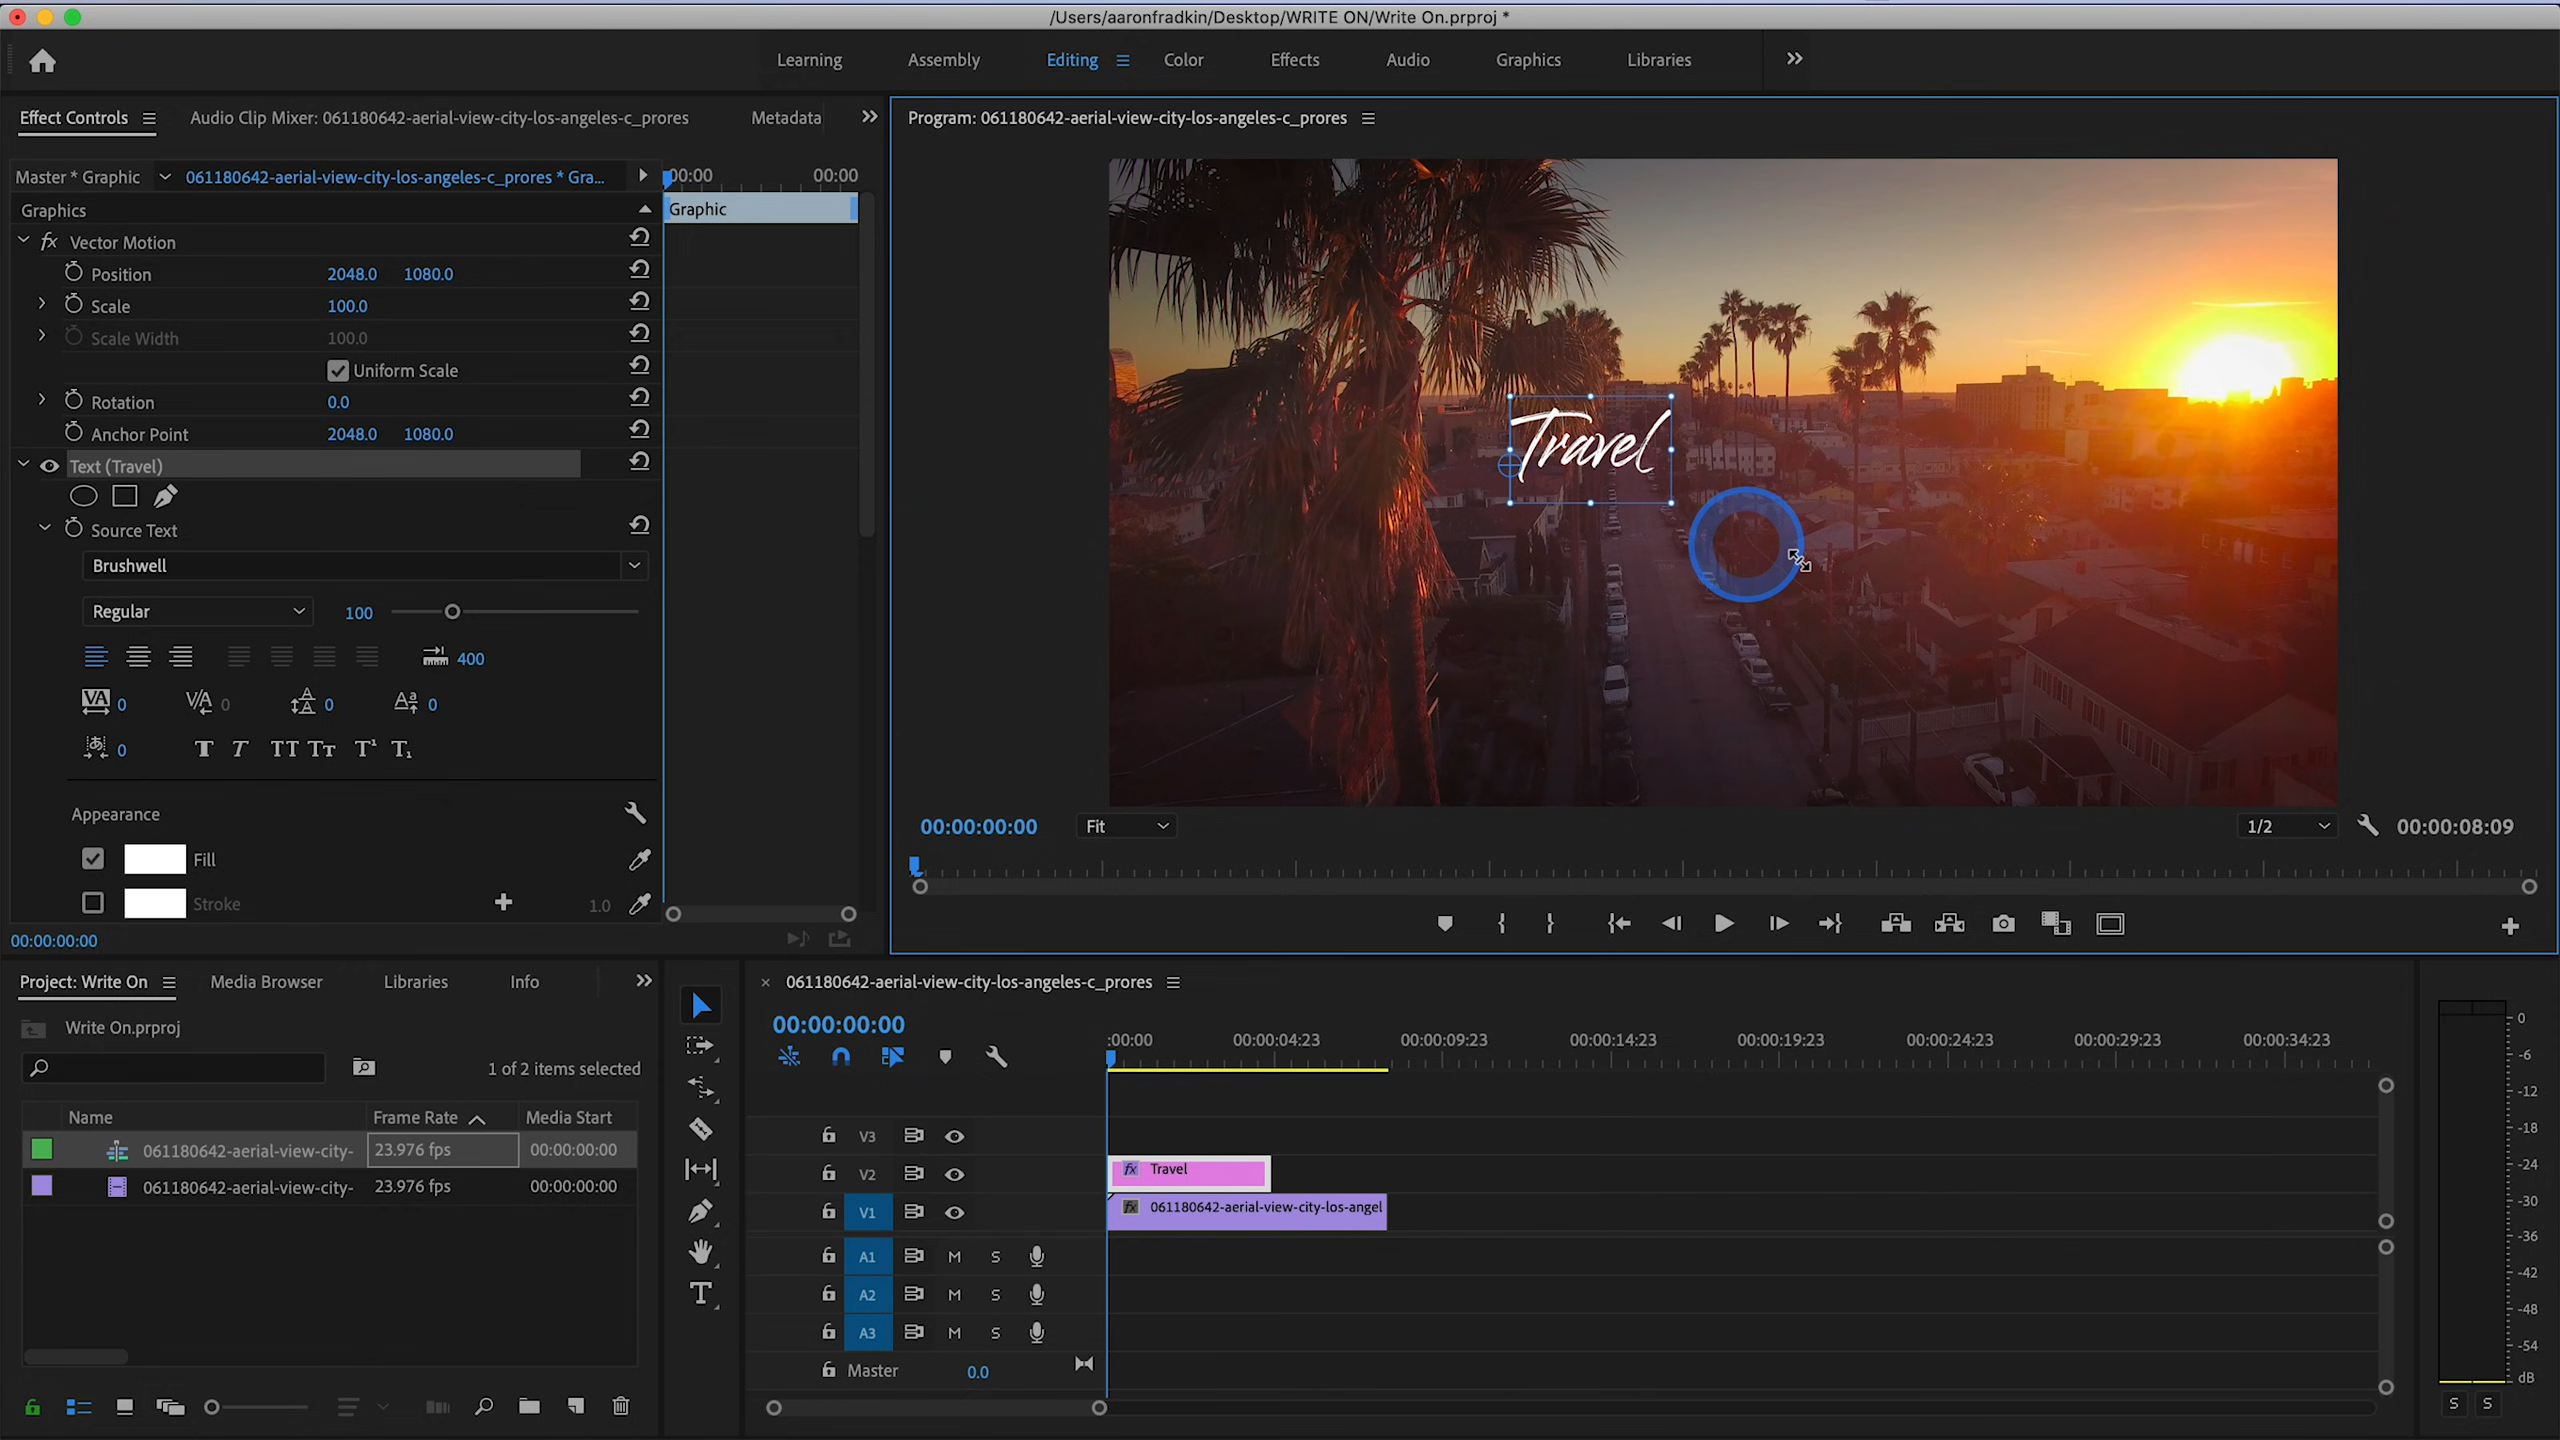 /Users/aaronfradkin/Desktop/WRITE ON/Write On.prproj *
Learning Assembly Editing Color Effects Audio Graphics Libraries
Effect Controls Audio Clip Mixer: 061180642-aerial-view-city-los-angeles-c_prores Metadata
Program: 061180642-aerial-view-city-los-angeles-c_prores
Master * Graphic 061180642-aerial-view-city-los-angeles-c_prores * Gra... :00:00 00:00
Graphics Graphic
fx Vector Motion
Position 2048.0 1080.0
Scale 100.0
Scale Width 100.0
Uniform Scale
Rotation 0.0
Anchor Point 2048.0 1080.0
Text (Travel)
Source Text
Brushwell
Regular 100
400
VA 0 V/A 0 0 0
0 T T TT Tt T¹ T₁
Appearance
Fill
Stroke 1.0
00:00:00:00
Travel
00:00:00:00 Fit 1/2 00:00:08:09
Project: Write On Media Browser Libraries Info
Write On.prproj
1 of 2 items selected
Name Frame Rate Media Start
061180642-aerial-view-city- 23.976 fps 00:00:00:00
061180642-aerial-view-city- 23.976 fps 00:00:00:00
× 061180642-aerial-view-city-los-angeles-c_prores
00:00:00:00
:00:00 00:00:04:23 00:00:09:23 00:00:14:23 00:00:19:23 00:00:24:23 00:00:29:23 00:00:34:23
V3
V2 fx Travel
V1 fx 061180642-aerial-view-city-los-angel
A1 M S
A2 M S
A3 M S
Master 0.0
T
0
-6
-12
-18
-24
-30
-36
-42
-48
-54
dB
S S